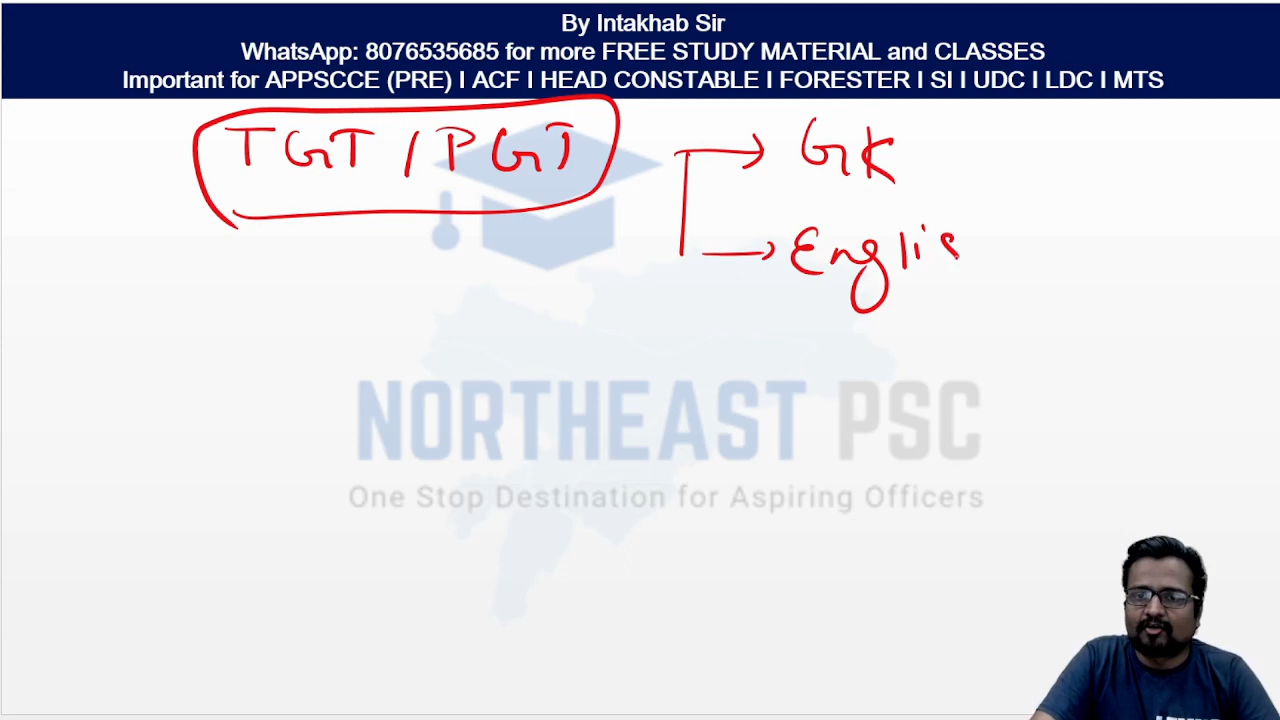 By Intakhab Sir
WhatsApp: 8076535685 for more FREE STUDY MATERIAL and CLASSES
Important for APPSCCE (PRE) I ACF I HEAD CONSTABLE I FORESTER I SI I UDC I LDC I MTS
TGT / PGT → GK
→ Englis
NORTHEAST PSC
One Stop Destination for Aspiring Officers